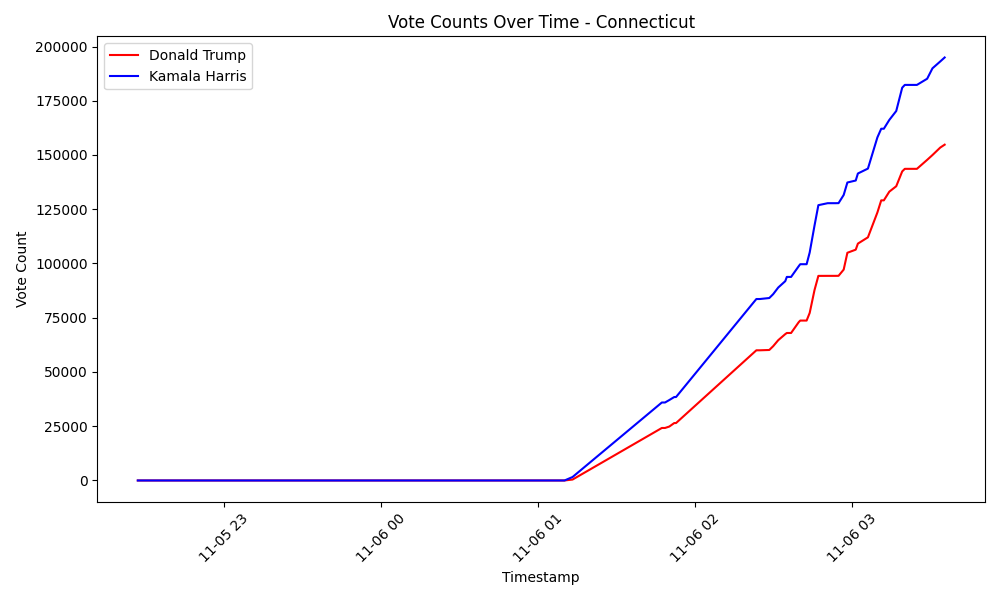 Vote Counts Over Time - Connecticut
Donald Trump
Kamala Harris
200000
175000
150000
125000
100000
75000
50000
25000
0
Vote Count
11-05 23
11-06 00
11-06 01
11-06 02
11-06 03
Timestamp